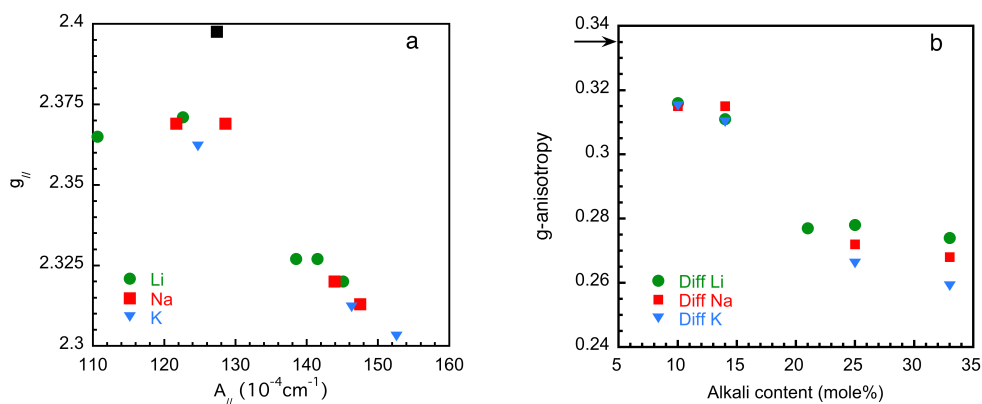 2.4
2.375
2.35
2.325
2.3
g//
a
Li
Na
K
110
120
130
140
150
160
A// (10⁻⁴cm⁻¹)
0.34
0.32
0.3
0.28
0.26
0.24
g-anisotropy
b
Diff Li
Diff Na
Diff K
5
10
15
20
25
30
35
Alkali content (mole%)